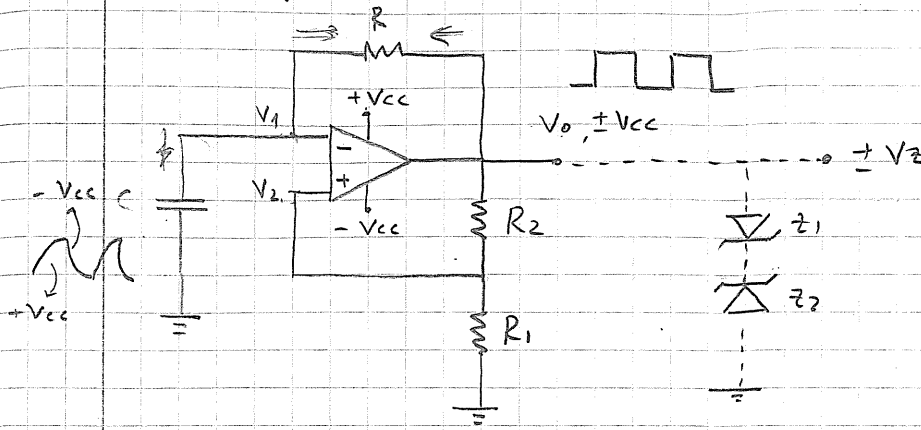 R
+Vcc
V1
-
Vo, ±Vcc
± Vz
V2
+
- Vcc
C
- Vcc
R2
Z1
+Vcc
Z2
R1